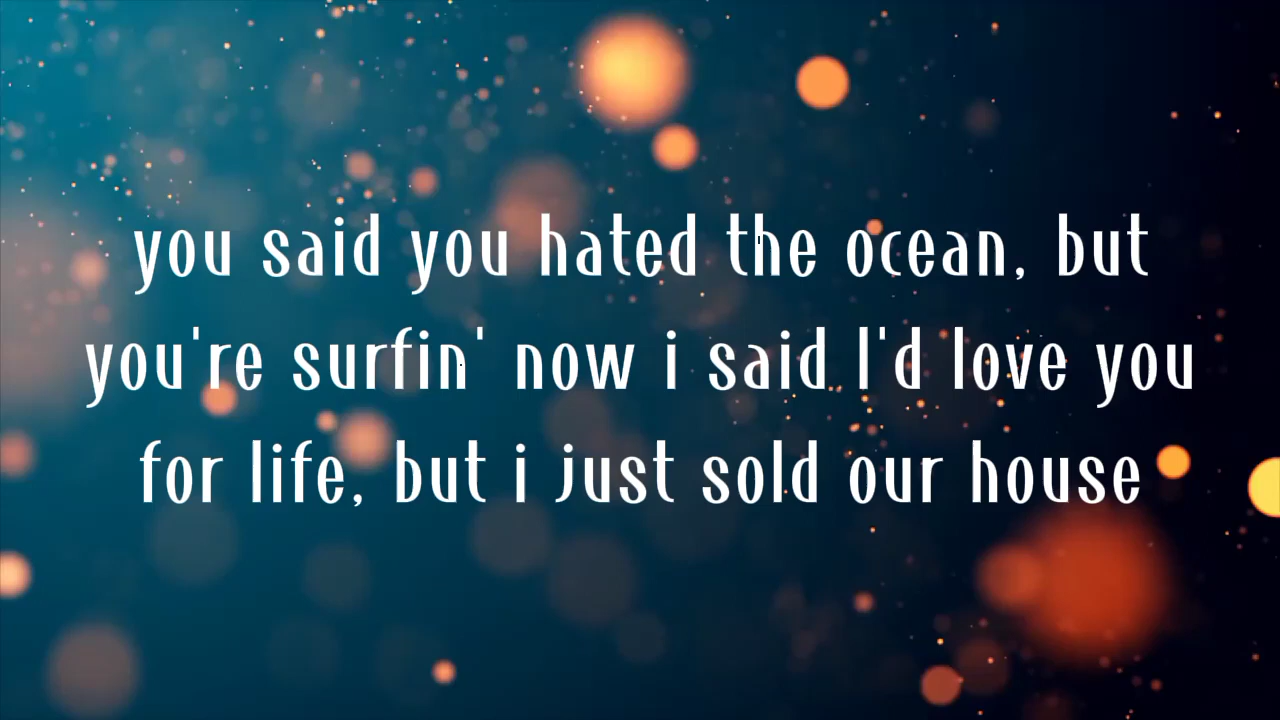 you said you hated the ocean, but
you're surfin' now i said I'd love you
for life, but i just sold our house